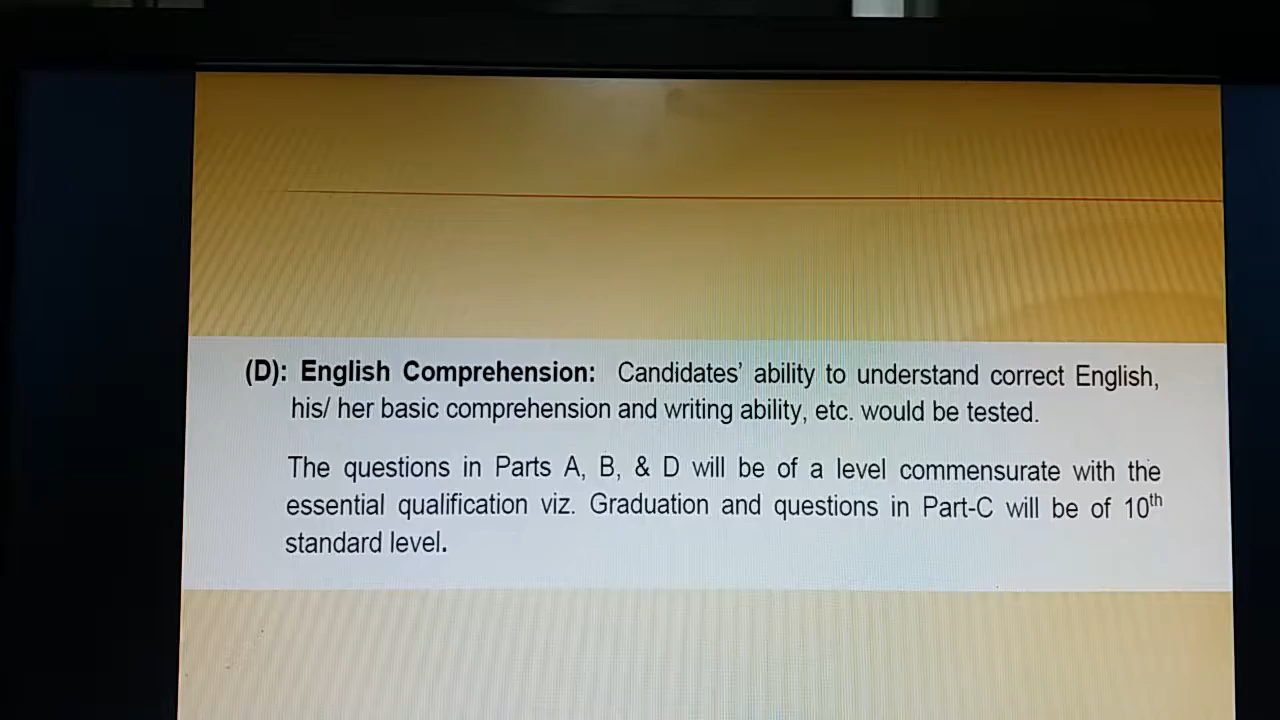 (D): English Comprehension: Candidates' ability to understand correct English,
his/ her basic comprehension and writing ability, etc. would be tested.
The questions in Parts A, B, & D will be of a level commensurate with the
essential qualification viz. Graduation and questions in Part-C will be of 10th
standard level.